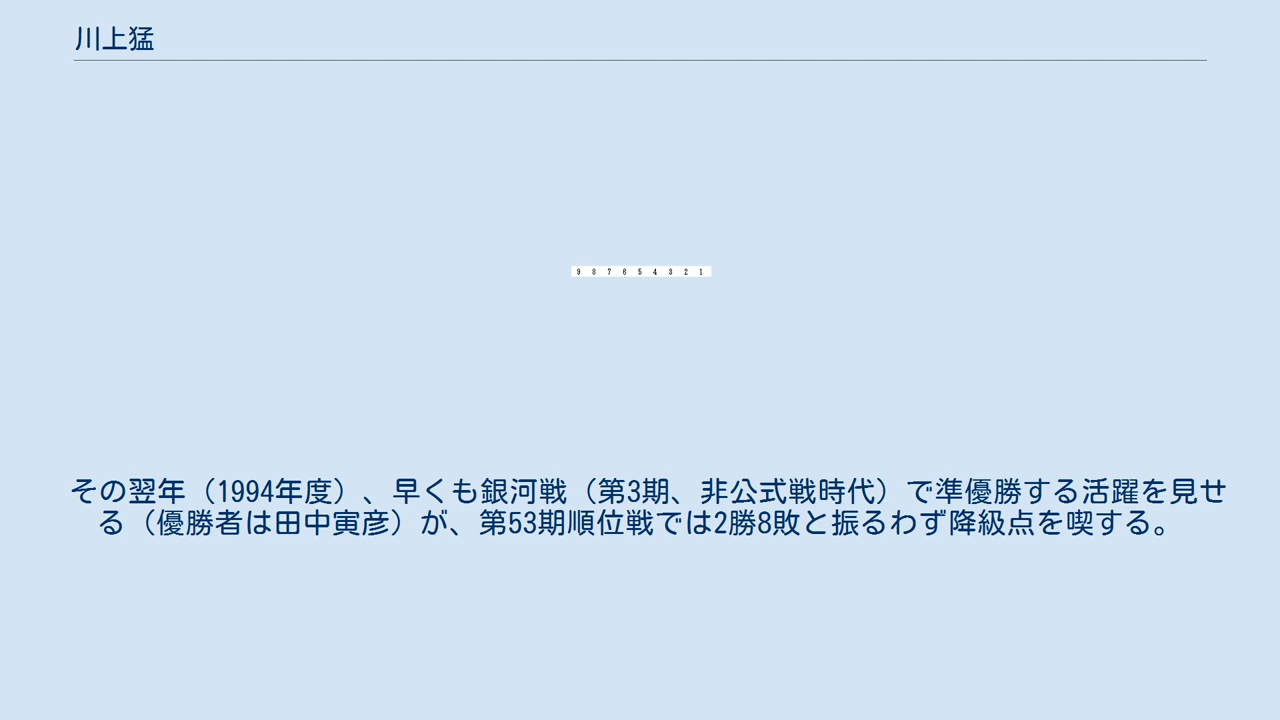 川上猛
9 8 7 6 5 4 3 2 1
その翌年（1994年度）、早くも銀河戦（第3期、非公式戦時代）で準優勝する活躍を見せ
る（優勝者は田中寅彦）が、第53期順位戦では2勝8敗と振るわず降級点を喫する。